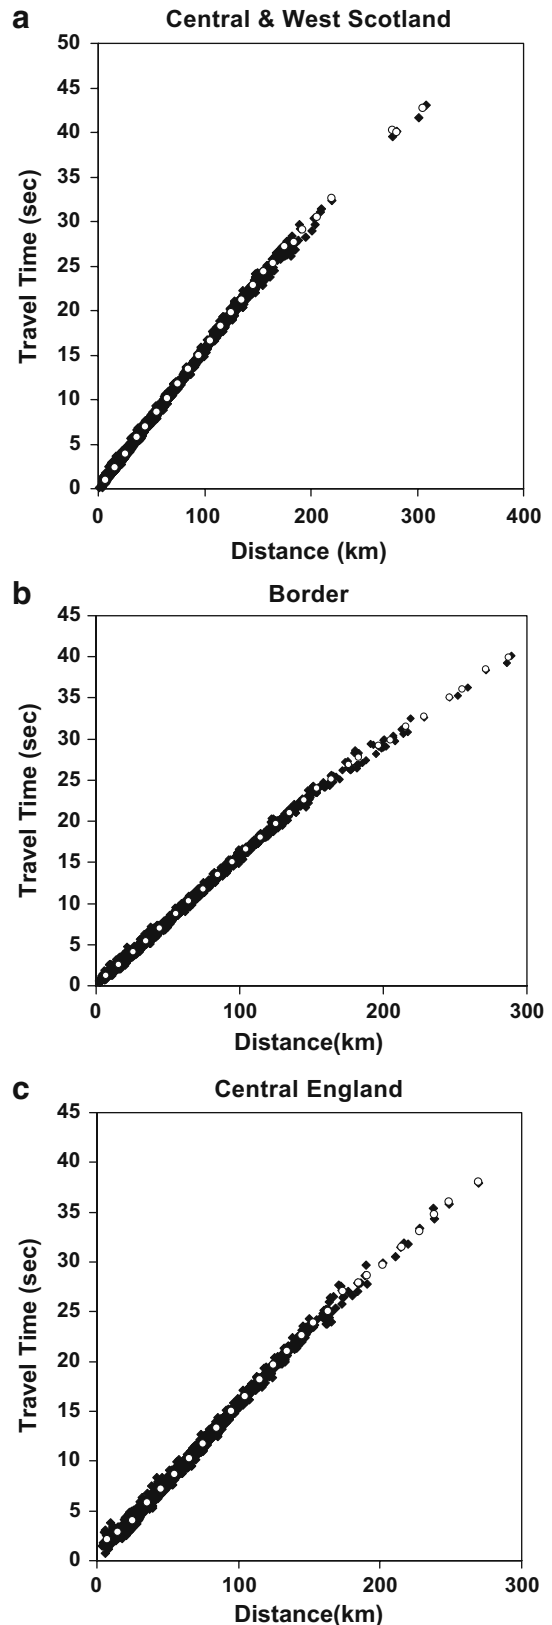 a Central & West Scotland
50
45
40
35
30
25
20
15
10
5
0
Travel Time (sec)
0 100 200 300 400
Distance (km)
b Border
45
40
35
30
25
20
15
10
5
0
Travel Time (sec)
0 100 200 300
Distance(km)
c Central England
45
40
35
30
25
20
15
10
5
0
Travel Time (sec)
0 100 200 300
Distance(km)